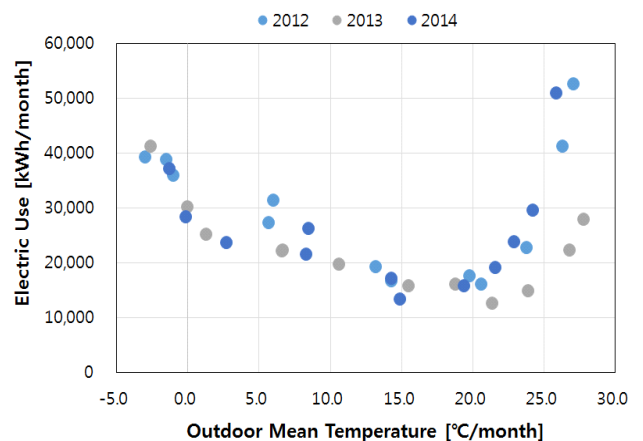 2012 2013 2014
60,000
50,000
40,000
30,000
20,000
10,000
0
Electric Use [kWh/month]
-5.0 0.0 5.0 10.0 15.0 20.0 25.0 30.0
Outdoor Mean Temperature [℃/month]